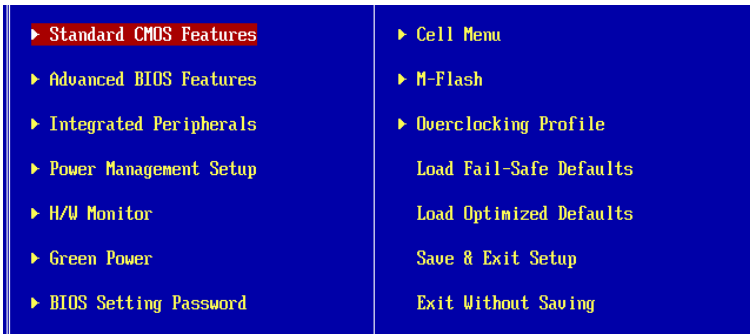 Standard CMOS Features
Advanced BIOS Features
Integrated Peripherals
Power Management Setup
H/W Monitor
Green Power
BIOS Setting Password
Cell Menu
M-Flash
Overclocking Profile
Load Fail-Safe Defaults
Load Optimized Defaults
Save & Exit Setup
Exit Without Saving